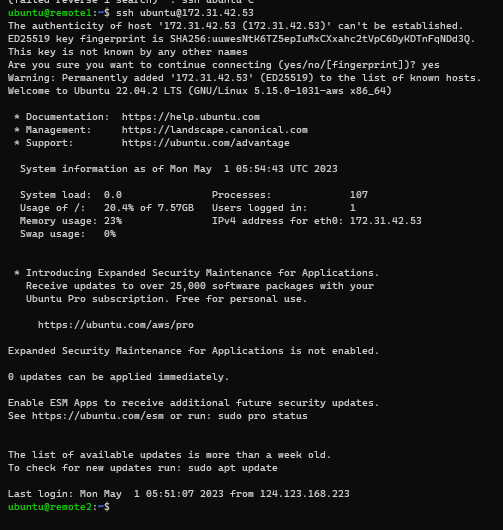 (failed reverse-i-search)`': ssh ubuntu^C
ubuntu@remote1:~$ ssh ubuntu@172.31.42.53
The authenticity of host '172.31.42.53 (172.31.42.53)' can't be established.
ED25519 key fingerprint is SHA256:uuwesNtK6TZ5epIuMxCXxahc2tVpC6DyKDTnFqNDd3Q.
This key is not known by any other names
Are you sure you want to continue connecting (yes/no/[fingerprint])? yes
Warning: Permanently added '172.31.42.53' (ED25519) to the list of known hosts.
Welcome to Ubuntu 22.04.2 LTS (GNU/Linux 5.15.0-1031-aws x86_64)
* Documentation: https://help.ubuntu.com
* Management: https://landscape.canonical.com
* Support: https://ubuntu.com/advantage
System information as of Mon May 1 05:54:43 UTC 2023
System load: 0.0 Processes: 107
Usage of /: 20.4% of 7.57GB Users logged in: 1
Memory usage: 23% IPv4 address for eth0: 172.31.42.53
Swap usage: 0%
* Introducing Expanded Security Maintenance for Applications.
Receive updates to over 25,000 software packages with your
Ubuntu Pro subscription. Free for personal use.
https://ubuntu.com/aws/pro
Expanded Security Maintenance for Applications is not enabled.
0 updates can be applied immediately.
Enable ESM Apps to receive additional future security updates.
See https://ubuntu.com/esm or run: sudo pro status
The list of available updates is more than a week old.
To check for new updates run: sudo apt update
Last login: Mon May 1 05:51:07 2023 from 124.123.168.223
ubuntu@remote2:~$